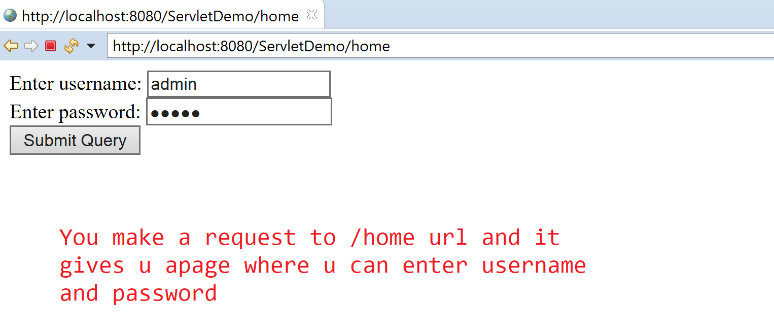 http://localhost:8080/ServletDemo/home
http://localhost:8080/ServletDemo/home
Enter username: admin
Enter password: •••••
Submit Query
You make a request to /home url and it
gives u apage where u can enter username
and password